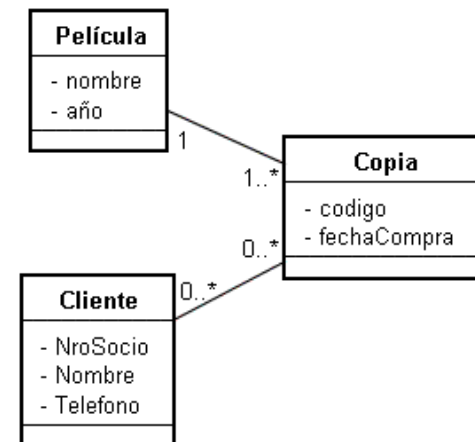 Película
- nombre
- año
1
1..*
Copia
- codigo
- fechaCompra
0..*
0..*
Cliente
- NroSocio
- Nombre
- Telefono